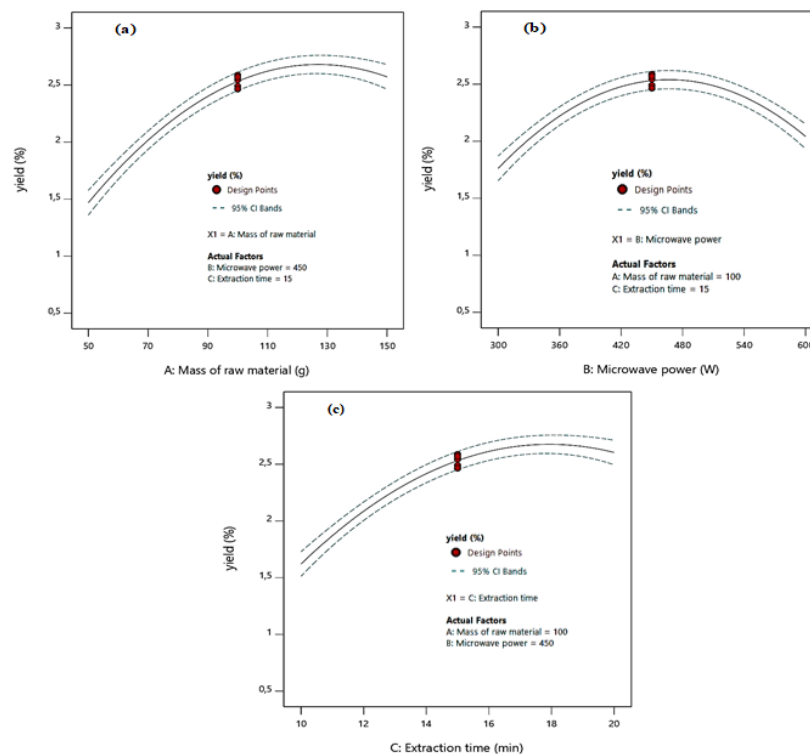 (a)
3
2,5
2
1,5
1
0,5
yield (%)
yield (%)
Design Points
95% CI Bands
X1 = A: Mass of raw material
Actual Factors
B: Microwave power = 450
C: Extraction time = 15
50 70 90 110 130 150
A: Mass of raw material (g)
(b)
3
2,5
2
1,5
1
0,5
yield (%)
yield (%)
Design Points
95% CI Bands
X1 = B: Microwave power
Actual Factors
A: Mass of raw material = 100
C: Extraction time = 15
300 360 420 480 540 600
B: Microwave power (W)
(c)
3
2,5
2
1,5
1
0,5
yield (%)
yield (%)
Design Points
95% CI Bands
X1 = C: Extraction time
Actual Factors
A: Mass of raw material = 100
B: Microwave power = 450
10 12 14 16 18 20
C: Extraction time (min)